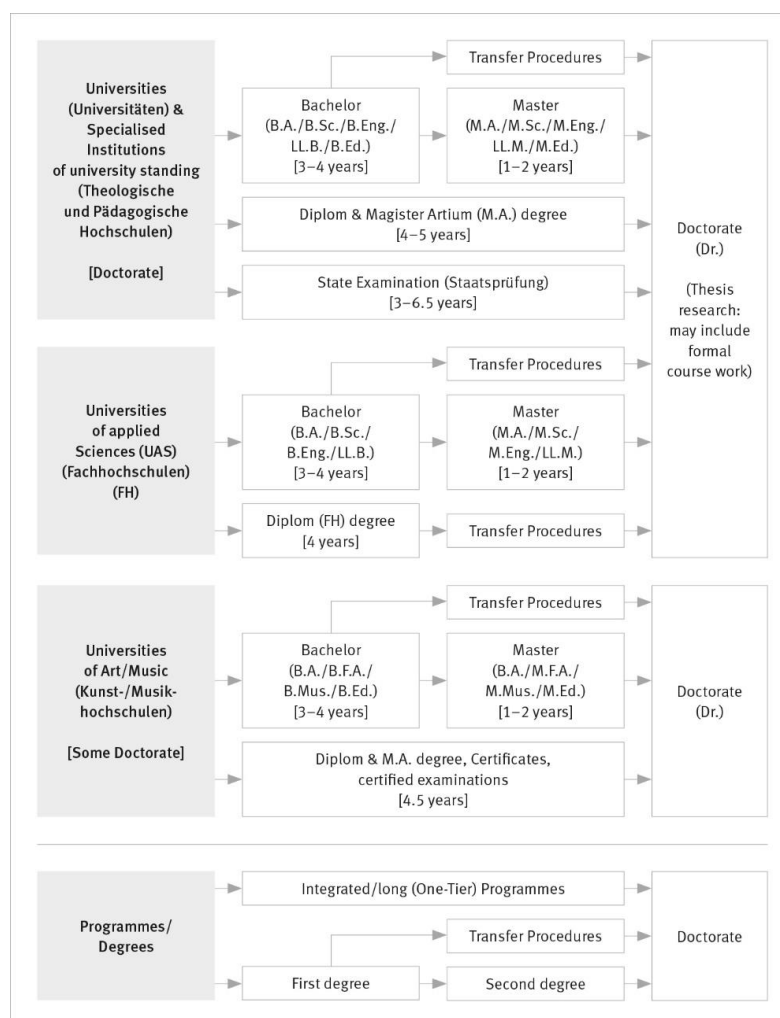 Universities
(Universitäten) &
Specialised
Institutions
of university standing
(Theologische
und Pädagogische
Hochschulen)
[Doctorate]
Transfer Procedures
Bachelor
(B.A./B.Sc./B.Eng./
LL.B./B.Ed.)
[3–4 years]
Master
(M.A./M.Sc./M.Eng./
LL.M./M.Ed.)
[1–2 years]
Diplom & Magister Artium (M.A.) degree
[4–5 years]
State Examination (Staatsprüfung)
[3–6.5 years]
Doctorate
(Dr.)
(Thesis
research:
may include
formal
course work)
Universities
of applied
Sciences (UAS)
(Fachhochschulen)
(FH)
Transfer Procedures
Bachelor
(B.A./B.Sc./
B.Eng./LL.B.)
[3–4 years]
Master
(M.A./M.Sc./
M.Eng./LL.M.)
[1–2 years]
Diplom (FH) degree
[4 years]
Transfer Procedures
Universities
of Art/Music
(Kunst-/Musik-
hochschulen)
[Some Doctorate]
Transfer Procedures
Bachelor
(B.A./B.F.A./
B.Mus./B.Ed.)
[3–4 years]
Master
(B.A./M.F.A./
M.Mus./M.Ed.)
[1–2 years]
Diplom & M.A. degree, Certificates,
certified examinations
[4.5 years]
Doctorate
(Dr.)
Programmes/
Degrees
Integrated/long (One-Tier) Programmes
Transfer Procedures
First degree
Second degree
Doctorate